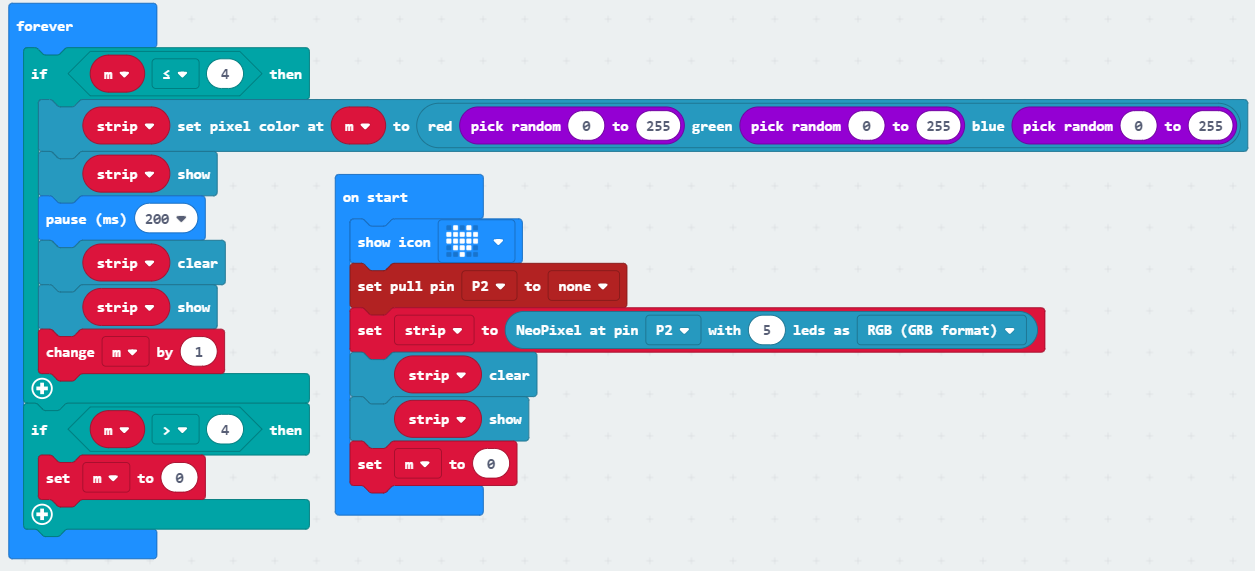 forever
if m ≤ 4 then
strip set pixel color at m to red pick random 0 to 255 green pick random 0 to 255 blue pick random 0 to 255
strip show
pause (ms) 200
strip clear
strip show
change m by 1
if m > 4 then
set m to 0
on start
show icon
set pull pin P2 to none
set strip to NeoPixel at pin P2 with 5 leds as RGB (GRB format)
strip clear
strip show
set m to 0